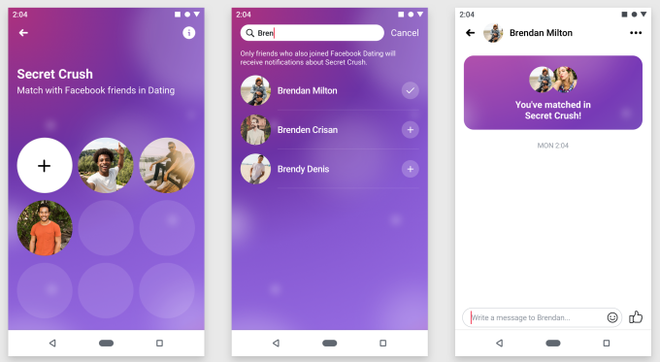 2:04
Secret Crush
Match with Facebook friends in Dating
2:04
Bren
Cancel
Only friends who also joined Facebook Dating will
receive notifications about Secret Crush.
Brendan Milton
Brenden Crisan
Brendy Denis
2:04
Brendan Milton
You've matched in
Secret Crush!
MON 2:04
Write a message to Brendan...